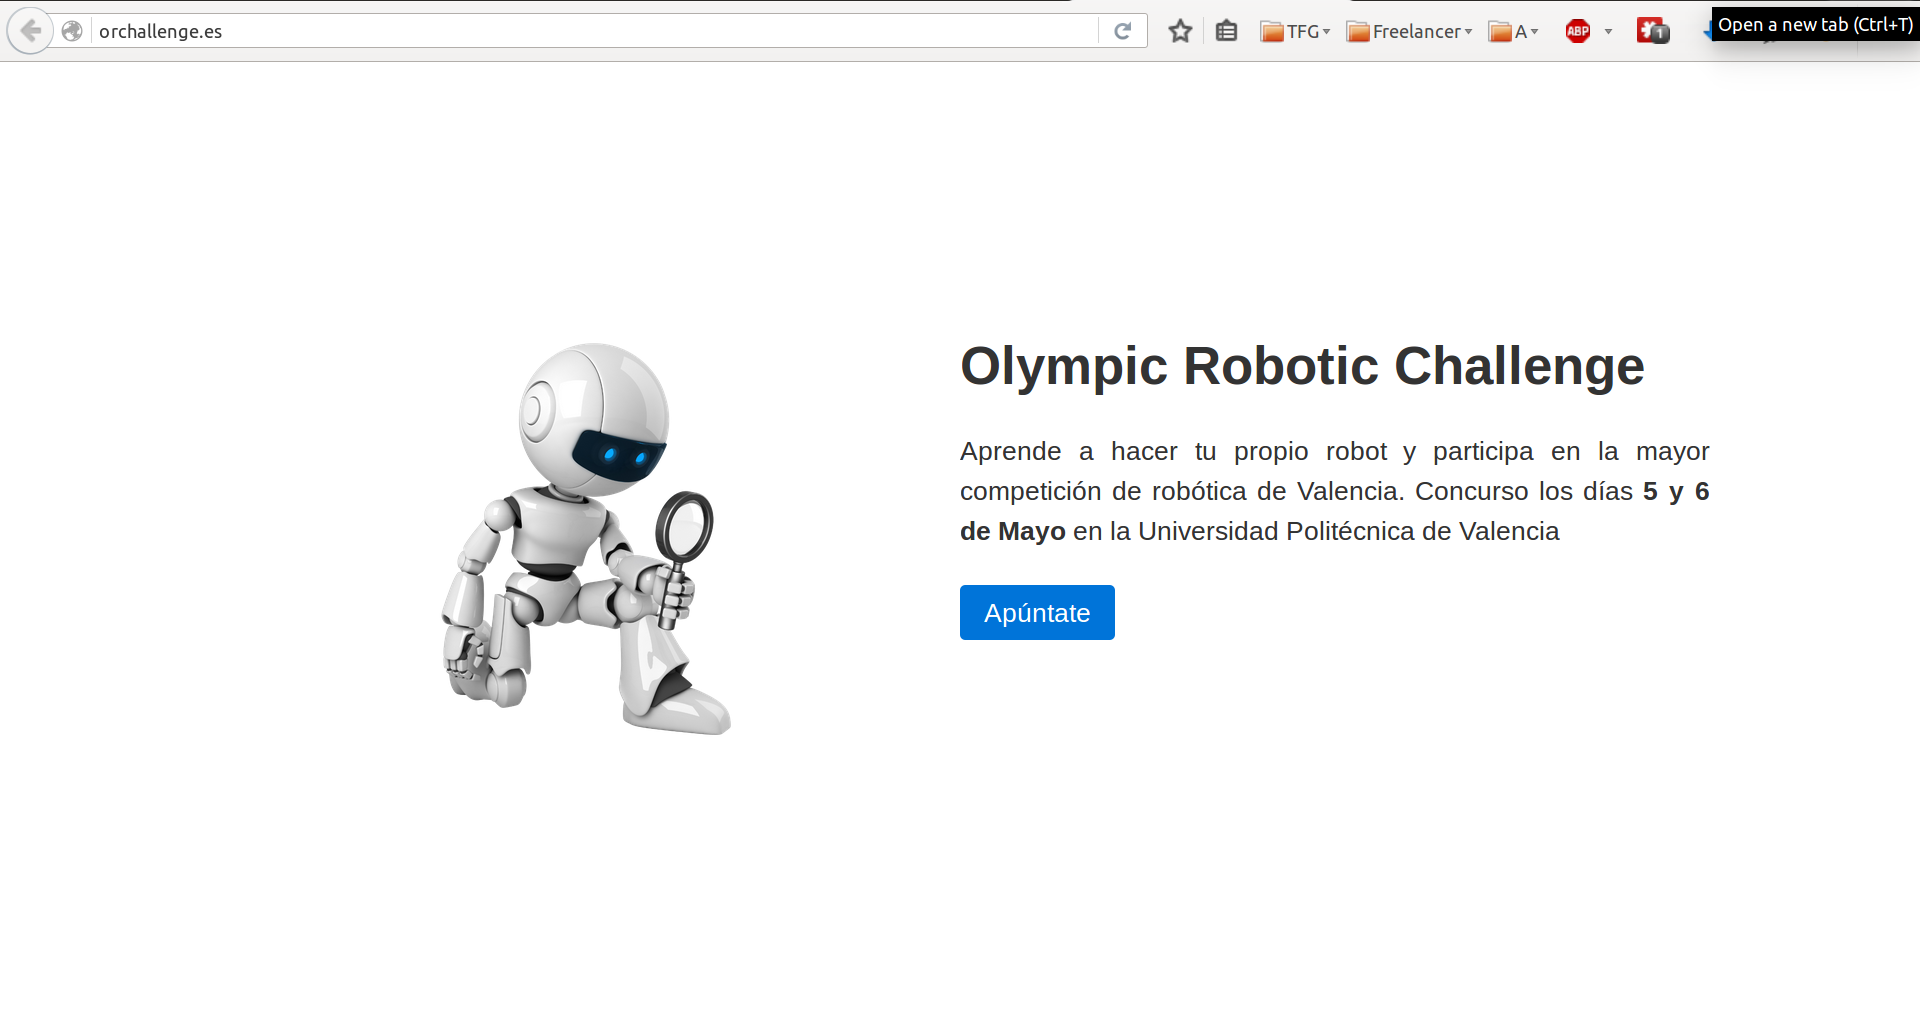 orchallenge.es
TFG
Freelancer
A
ABP
1
Open a new tab (Ctrl+T)
Olympic Robotic Challenge
Aprende a hacer tu propio robot y participa en la mayor
competición de robótica de Valencia. Concurso los días 5 y 6
de Mayo en la Universidad Politécnica de Valencia
Apúntate